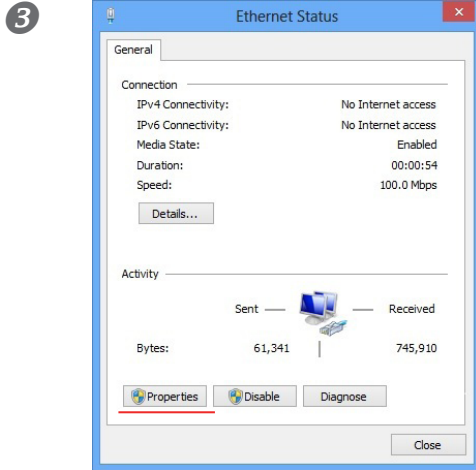 3
Ethernet Status
General
Connection
IPv4 Connectivity: No Internet access
IPv6 Connectivity: No Internet access
Media State: Enabled
Duration: 00:00:54
Speed: 100.0 Mbps
Details...
Activity
Sent — — Received
Bytes: 61,341 | 745,910
Properties Disable Diagnose
Close